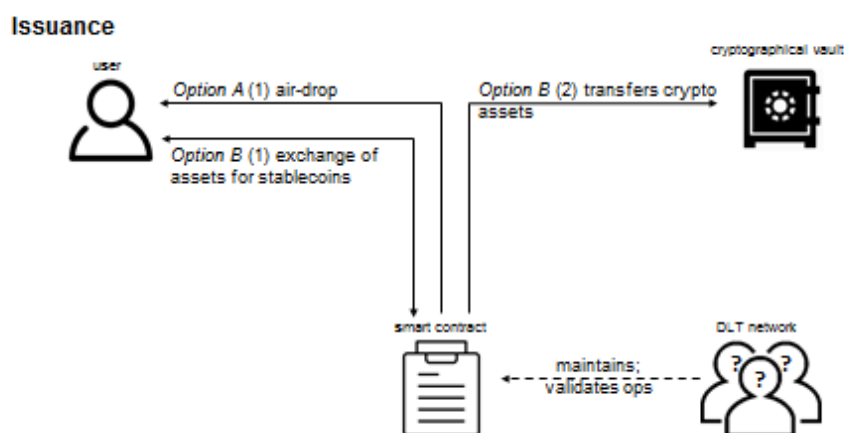 Issuance
user
cryptographical vault
Option A (1) air-drop
Option B (2) transfers crypto
assets
Option B (1) exchange of
assets for stablecoins
smart contract
DLT network
maintains;
validates ops
? ? ?